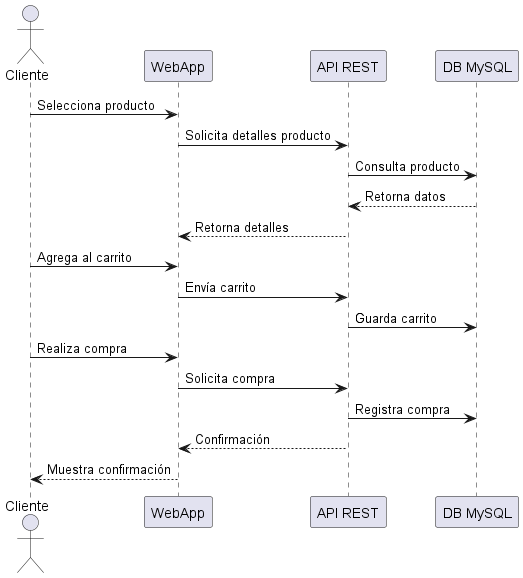 Cliente
WebApp
API REST
DB MySQL
Selecciona producto
Solicita detalles producto
Consulta producto
Retorna datos
Retorna detalles
Agrega al carrito
Envía carrito
Guarda carrito
Realiza compra
Solicita compra
Registra compra
Confirmación
Muestra confirmación
Cliente
WebApp
API REST
DB MySQL